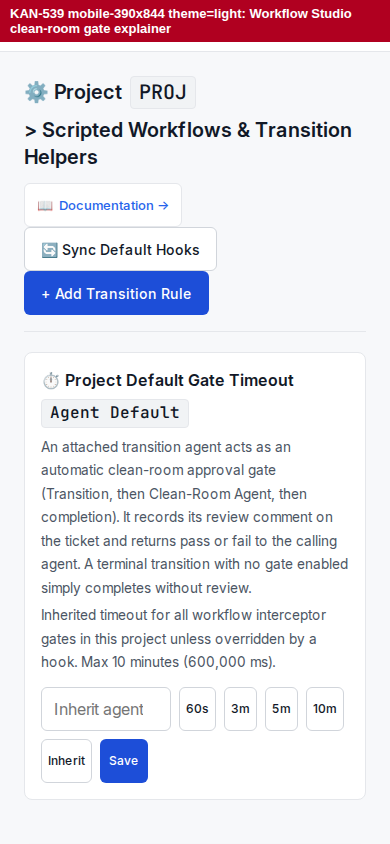 KAN-539 mobile-390x844 theme=light: Workflow Studio
clean-room gate explainer
⚙️ Project PROJ
> Scripted Workflows & Transition
Helpers
📖 Documentation →
🔄 Sync Default Hooks
+ Add Transition Rule
⏱️ Project Default Gate Timeout
Agent Default
An attached transition agent acts as an
automatic clean-room approval gate
(Transition, then Clean-Room Agent, then
completion). It records its review comment on
the ticket and returns pass or fail to the calling
agent. A terminal transition with no gate enabled
simply completes without review.
Inherited timeout for all workflow interceptor
gates in this project unless overridden by a
hook. Max 10 minutes (600,000 ms).
Inherit agent 60s 3m 5m 10m
Inherit Save